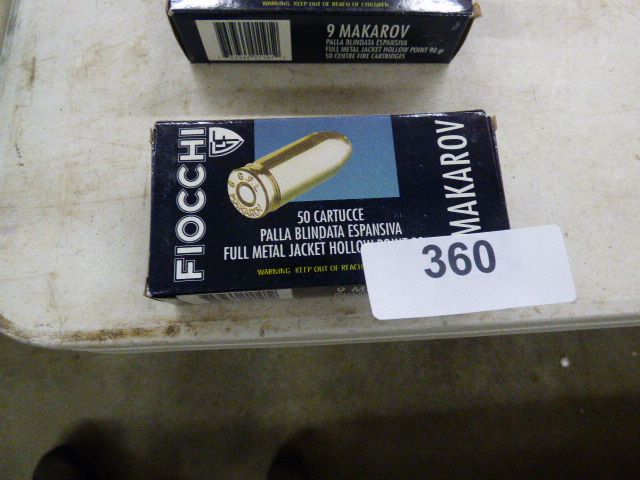 WARNING KEEP OUT OF REACH OF CHILDREN
9 MAKAROV
PALLA BLINDATA ESPANSIVA
FULL METAL JACKET HOLLOW POINT 90 gr
50 CENTRE FIRE CARTRIDGES
FIOCCHI
G.F.L.
MAKAROV
50 CARTUCCE
PALLA BLINDATA ESPANSIVA
FULL METAL JACKET HOLLOW POINT
WARNING KEEP OUT OF REACH
MAKAROV
360
9 M